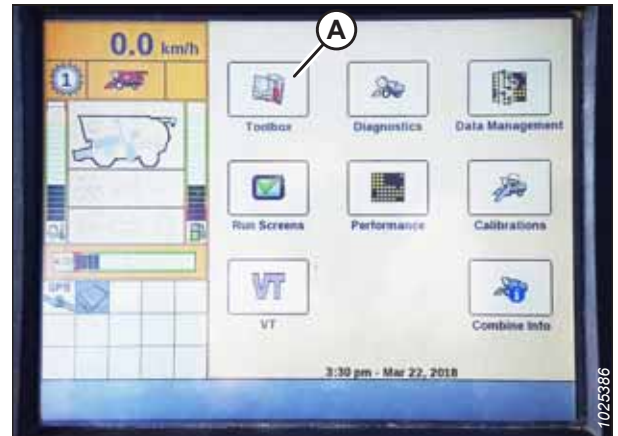 0.0 km/h
A
1
Toolbox
Diagnostics
Data Management
Run Screens
Performance
Calibrations
VT
GPS
VT
Combine Info
3:30 pm - Mar 22, 2018
1025386